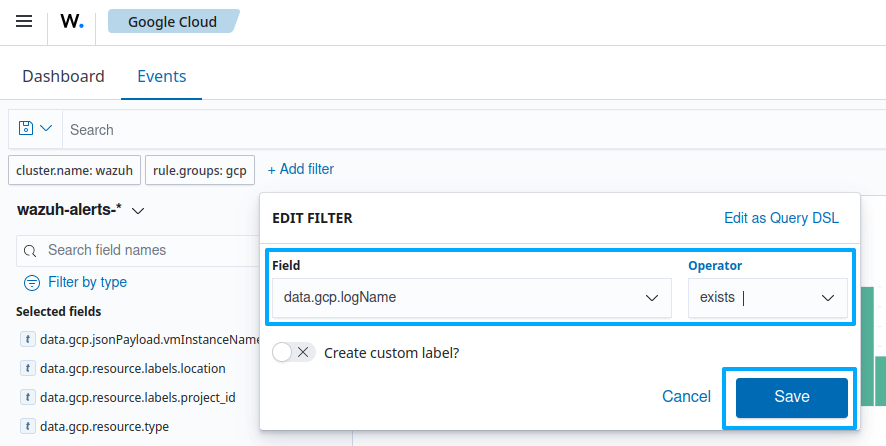 W. Google Cloud
Dashboard Events
Search
cluster.name: wazuh rule.groups: gcp + Add filter
wazuh-alerts-*
Search field names
Filter by type
Selected fields
t data.gcp.jsonPayload.vmInstanceName
t data.gcp.resource.labels.location
t data.gcp.resource.labels.project_id
t data.gcp.resource.type
EDIT FILTER Edit as Query DSL
Field Operator
data.gcp.logName exists
Create custom label?
Cancel Save